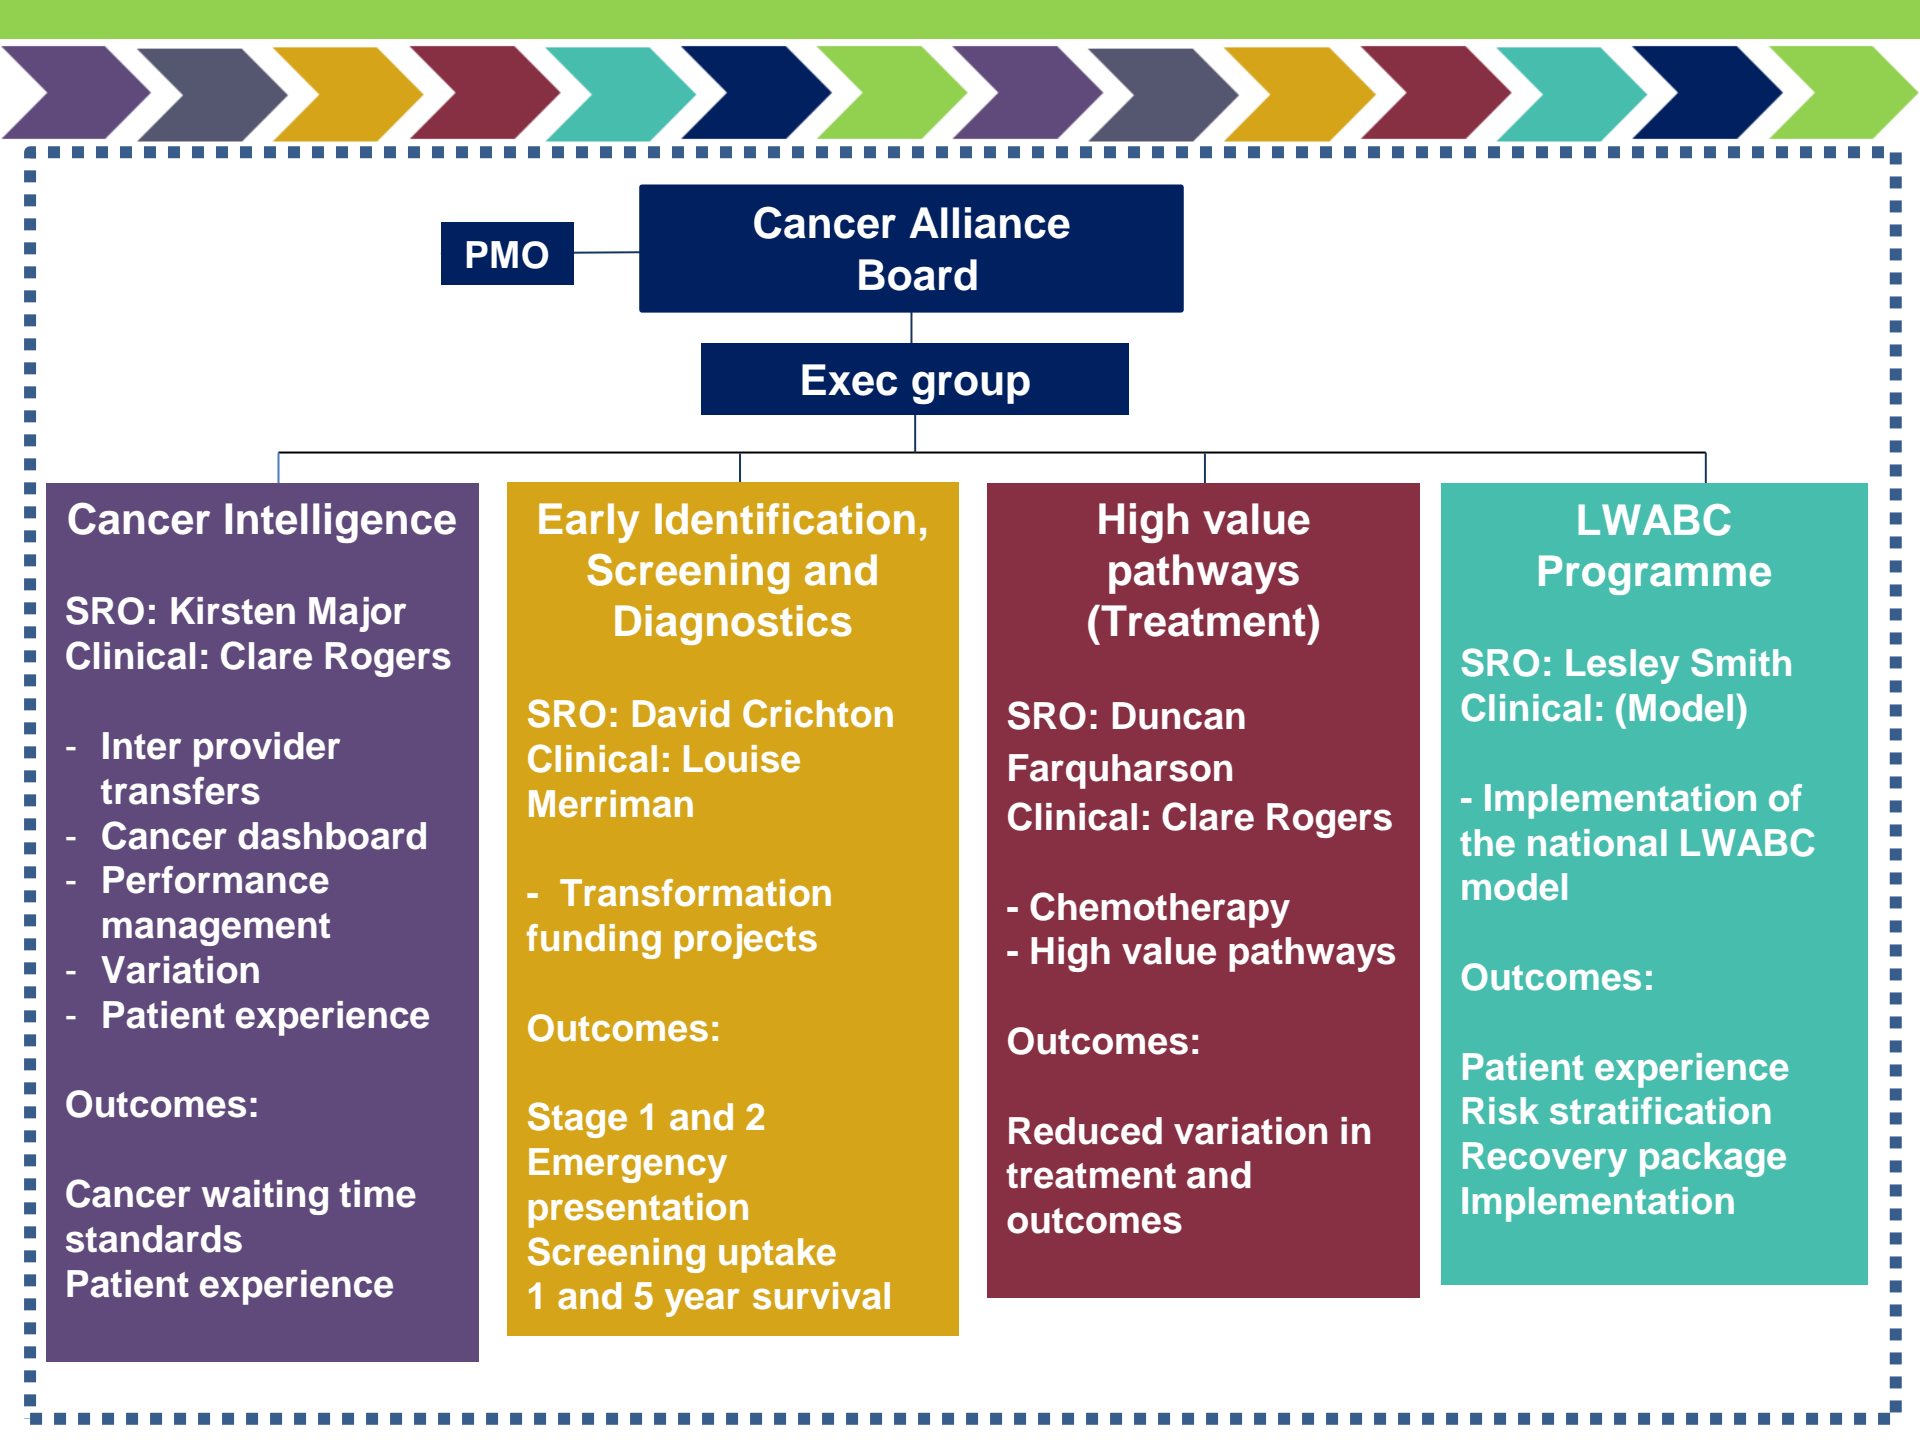 Cancer Alliance
Board
PMO
Exec group
Cancer Intelligence
SRO: Kirsten Major
Clinical: Clare Rogers
- Inter provider
transfers
- Cancer dashboard
- Performance
management
- Variation
- Patient experience
Outcomes:
Cancer waiting time
standards
Patient experience
Early Identification,
Screening and
Diagnostics
SRO: David Crichton
Clinical: Louise
Merriman
- Transformation
funding projects
Outcomes:
Stage 1 and 2
Emergency
presentation
Screening uptake
1 and 5 year survival
High value
pathways
(Treatment)
SRO: Duncan
Farquharson
Clinical: Clare Rogers
- Chemotherapy
- High value pathways
Outcomes:
Reduced variation in
treatment and
outcomes
LWABC
Programme
SRO: Lesley Smith
Clinical: (Model)
- Implementation of
the national LWABC
model
Outcomes:
Patient experience
Risk stratification
Recovery package
Implementation